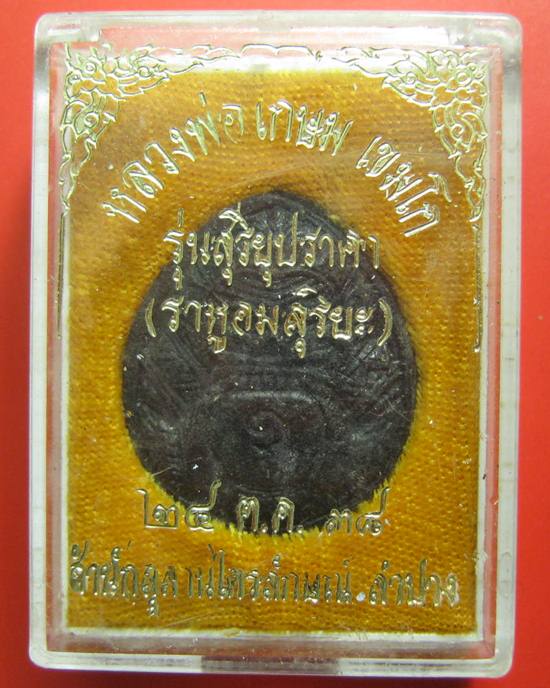 หลวงพ่อเกษม เขมโก
รุ่นสุริยุปราคา
(ราหูอมสุริยะ)
๒๔ ต.ค. ๓๘
สำนักสุสานไตรลักษณ์ ลำปาง